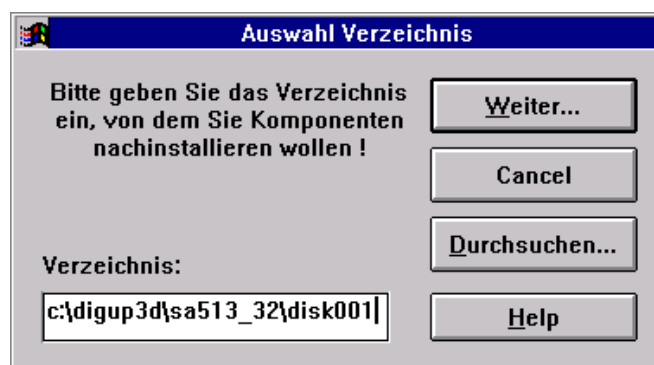 Auswahl Verzeichnis
Bitte geben Sie das Verzeichnis
ein, von dem Sie Komponenten
nachinstallieren wollen !
Weiter...
Cancel
Durchsuchen...
Verzeichnis:
c:\digup3d\sa513_32\disk001
Help